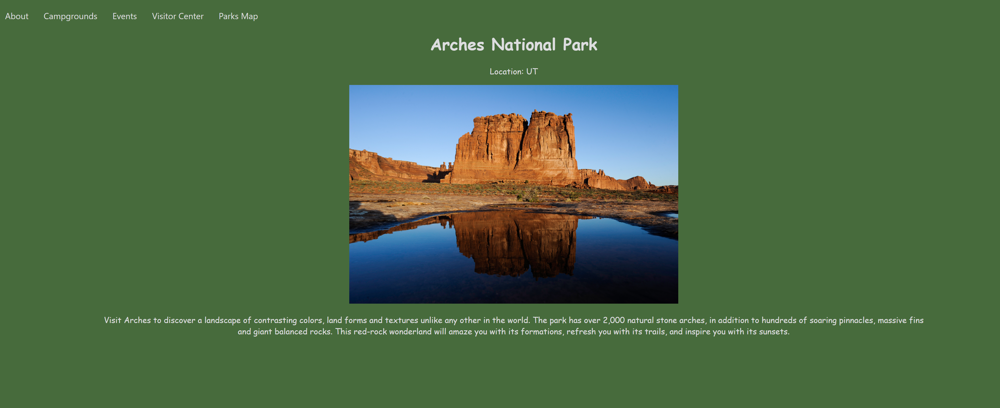 About Campgrounds Events Visitor Center Parks Map
Arches National Park
Location: UT
Visit Arches to discover a landscape of contrasting colors, land forms and textures unlike any other in the world. The park has over 2,000 natural stone arches, in addition to hundreds of soaring pinnacles, massive fins
and giant balanced rocks. This red-rock wonderland will amaze you with its formations, refresh you with its trails, and inspire you with its sunsets.